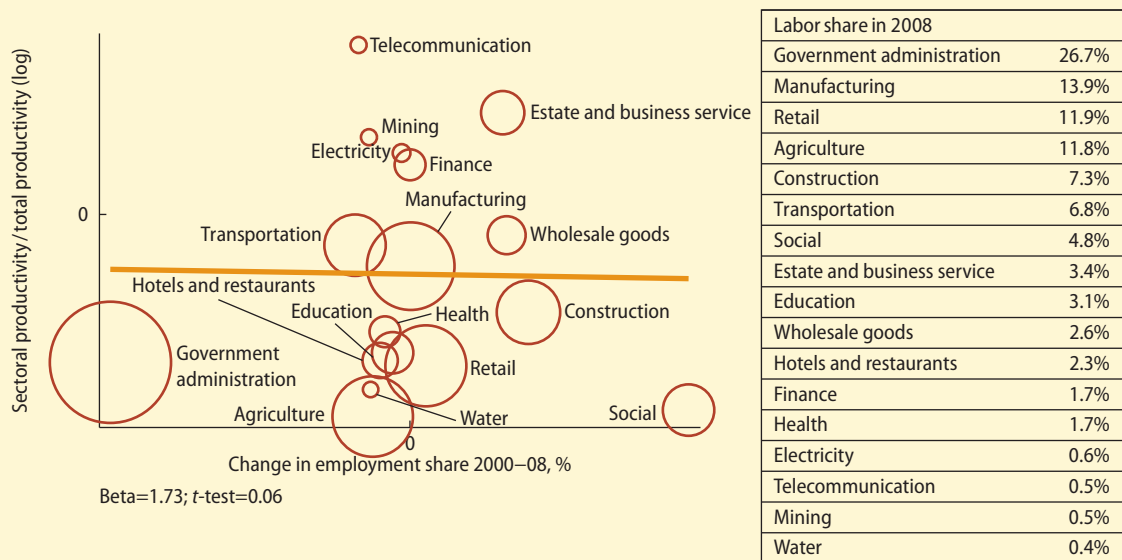 Sectoral productivity/total productivity (log)
Telecommunication
Estate and business service
Mining
Electricity
Finance
Manufacturing
0
Transportation
Wholesale goods
Hotels and restaurants
Education
Health
Construction
Government
administration
Retail
Agriculture
Water
Social
0
Change in employment share 2000–08, %
Beta=1.73; t-test=0.06
Labor share in 2008
Government administration 26.7%
Manufacturing 13.9%
Retail 11.9%
Agriculture 11.8%
Construction 7.3%
Transportation 6.8%
Social 4.8%
Estate and business service 3.4%
Education 3.1%
Wholesale goods 2.6%
Hotels and restaurants 2.3%
Finance 1.7%
Health 1.7%
Electricity 0.6%
Telecommunication 0.5%
Mining 0.5%
Water 0.4%